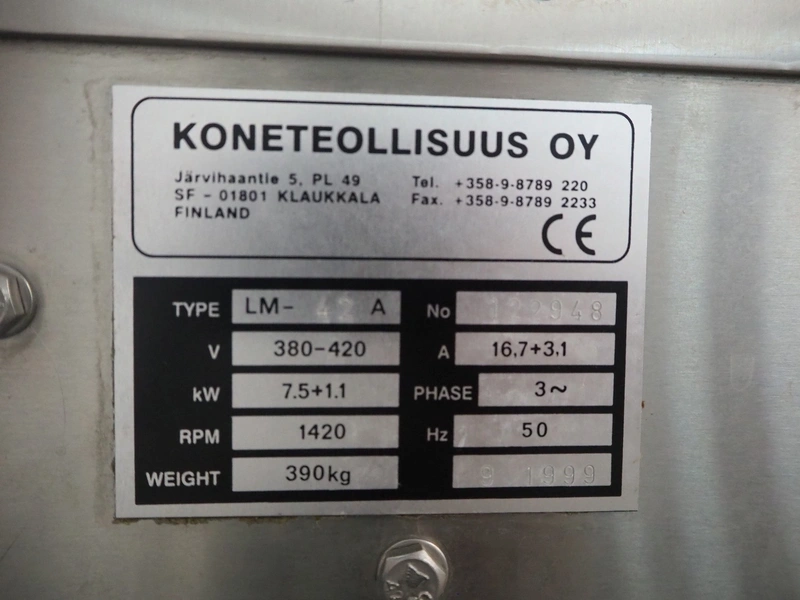 KONETEOLLISUUS OY
Järvihaantie 5, PL 49
SF - 01801 KLAUKKALA
FINLAND
Tel. +358-9-8789 220
Fax. +358-9-8789 2233
CE
TYPE LM- 42 A
No
V 380-420
A 16,7+3,1
kW 7.5+1.1
PHASE 3~
RPM 1420
Hz 50
WEIGHT 390kg
9 1999